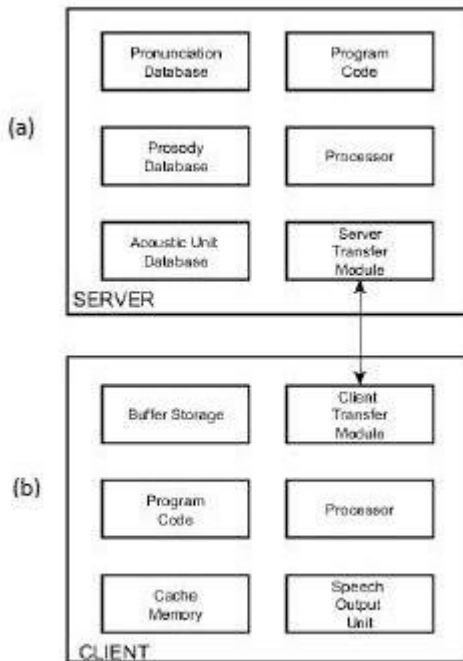 Pronunciation
Database
Program
Code
(a)
Prosody
Database
Processor
Acoustic Unit
Database
Server
Transfer
Module
SERVER
Buffer Storage
Client
Transfer
Module
(b)
Program
Code
Processor
Cache
Memory
Speech
Output
Unit
CLIENT